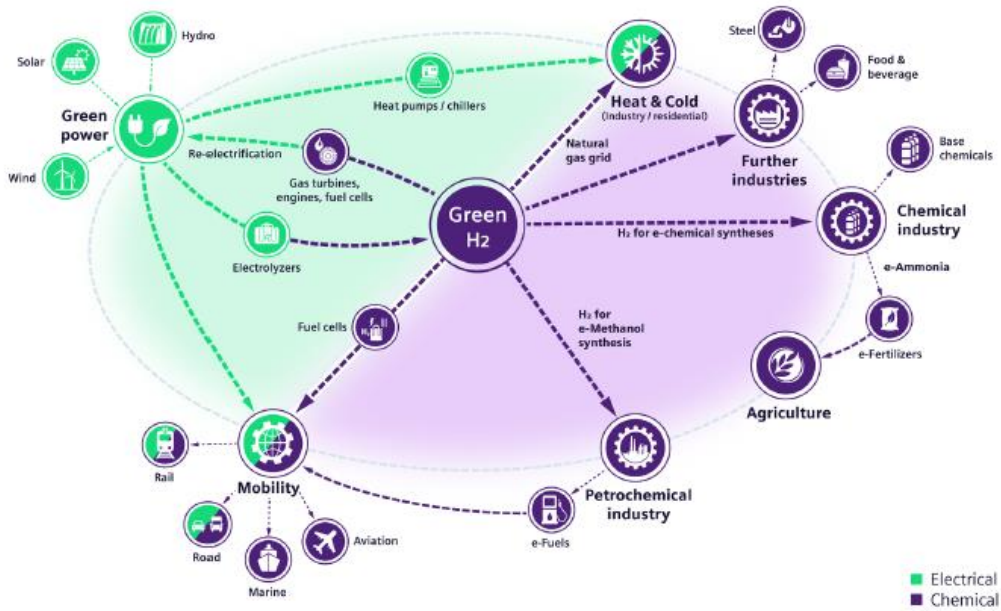 Hydro
Solar
Green
power
Wind
Heat pumps / chillers
Re-electrification
Gas turbines,
engines, fuel cells
Electrolyzers
Heat & Cold
(Industry / residential)
Natural
gas grid
Steel
Food &
beverage
Further
industries
Base
chemicals
Green
H2
H₂ for e-chemical syntheses
Chemical
industry
e-Ammonia
Fuel cells
H₂
H₂ for
e-Methanol
synthesis
e-Fertilizers
Agriculture
Rail
Mobility
Road
Marine
Aviation
e-Fuels
Petrochemical
industry
Electrical
Chemical